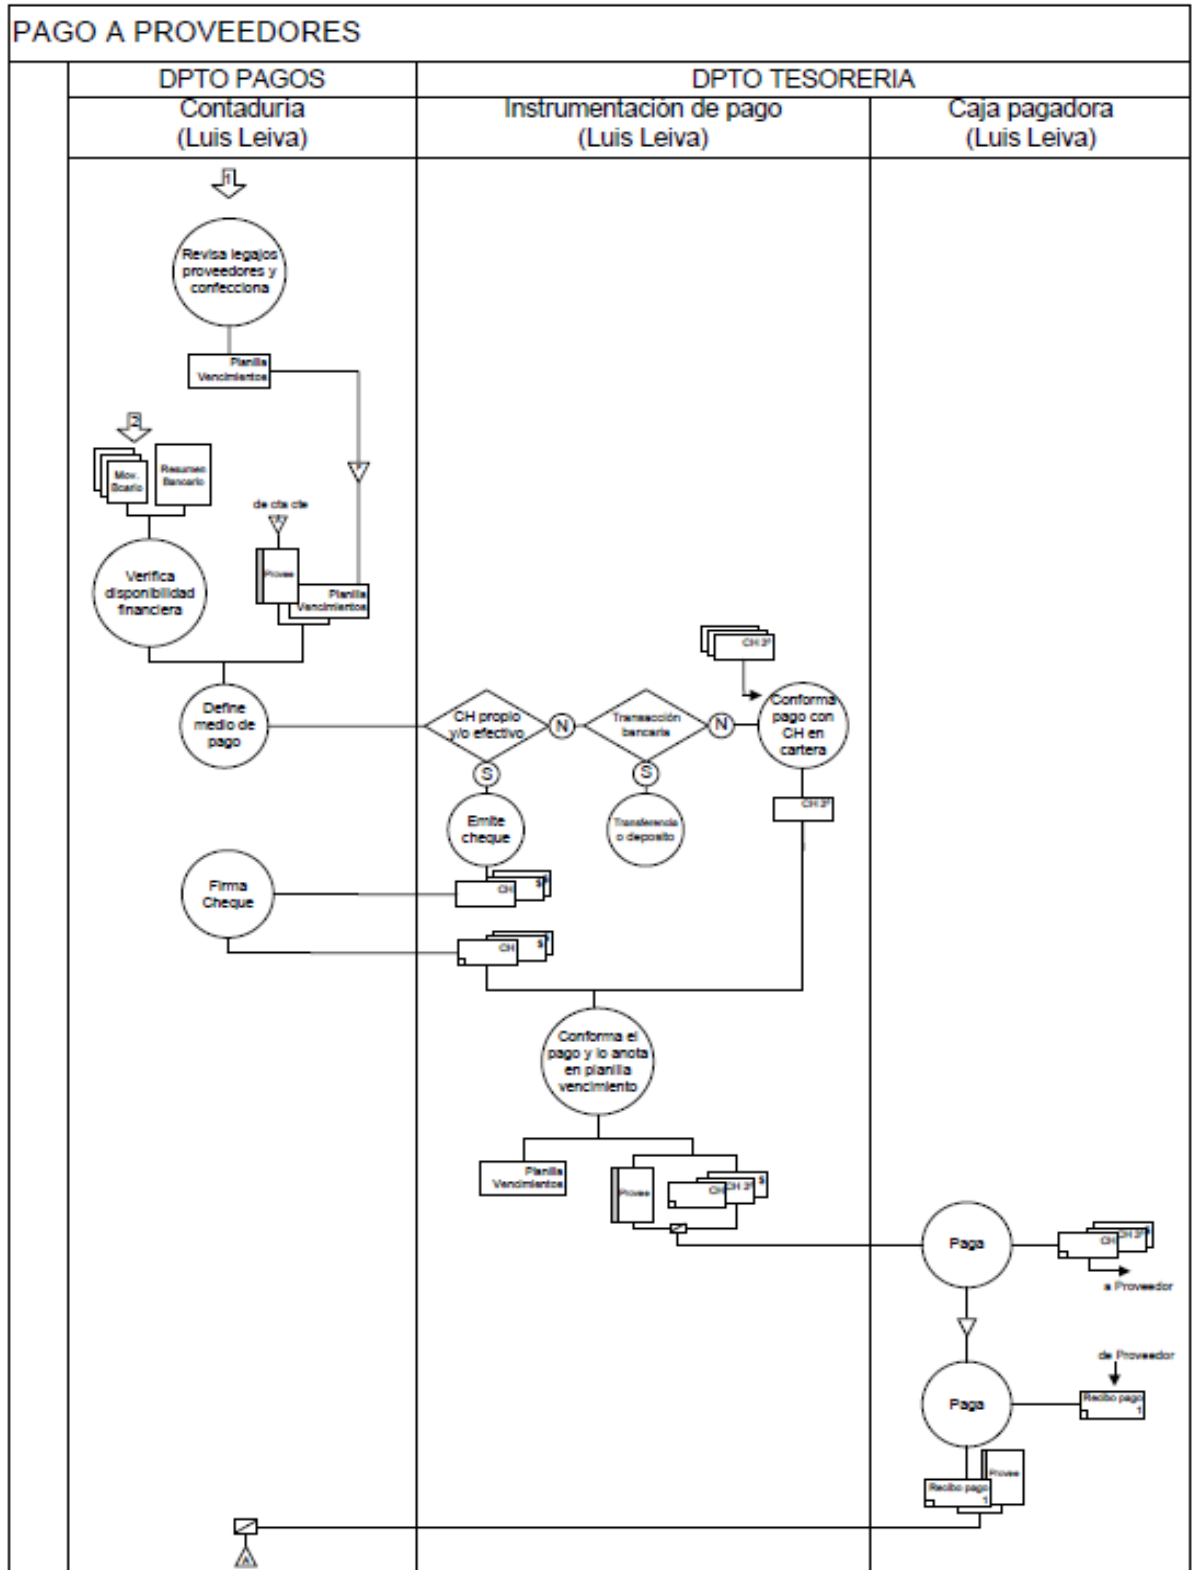 PAGO A PROVEEDORES
DPTO PAGOS
DPTO TESORERIA
Contaduria
(Luis Leiva)
Instrumentación de pago
(Luis Leiva)
Caja pagadora
(Luis Leiva)
1
Revisa legajos
proveedores y
confecciona
Planilla
Vencimientos
2
Mov.
Bcario
Resumen
Bancario
de cta cte
Provee
Planilla
Vencimientos
Verifica
disponibilidad
financiera
CH 3º
Define
medio de
pago
CH propio
y/o efectivo
N
Transacción
bancaria
N
Conforma
pago con
CH en
cartera
S
S
CH 3º
Emite
cheque
Transferencia
o deposito
Firma
Cheque
CH
$
CH
$
Conforma el
pago y lo anota
en planilla
vencimiento
Planilla
Vencimientos
Provee
CH
CH 3º
$
Paga
CH
CH 3º
$
a Proveedor
de Proveedor
Paga
Recibo pago
1
Provee
Recibo pago
1
A